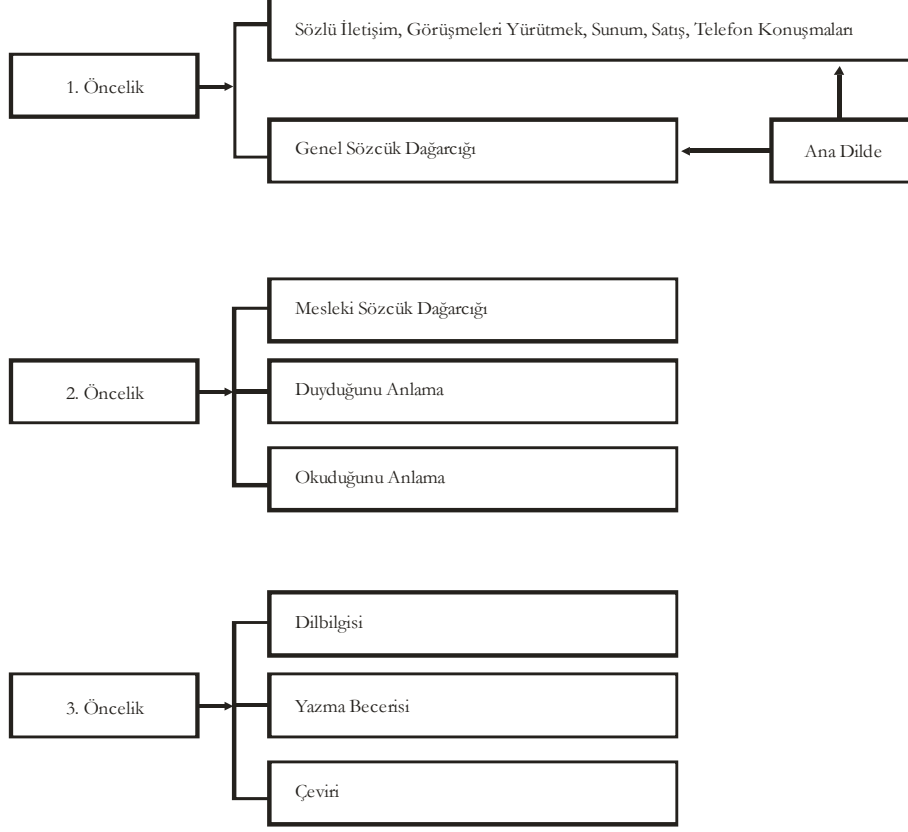 Sözlü İletişim, Görüşmeleri Yürütmek, Sunum, Satış, Telefon Konuşmaları
1. Öncelik
Genel Sözcük Dağarcığı
Ana Dilde
Mesleki Sözcük Dağarcığı
2. Öncelik
Duyduğunu Anlama
Okuduğunu Anlama
Dilbilgisi
3. Öncelik
Yazma Becerisi
Çeviri